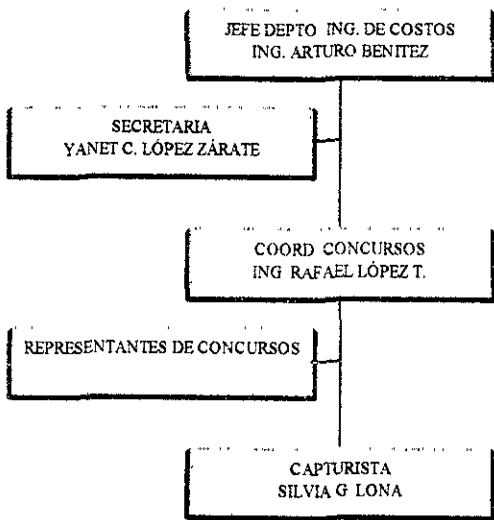 JEFE DEPTO ING. DE COSTOS
ING. ARTURO BENITEZ
SECRETARIA
YANET C. LÓPEZ ZÁRATE
COORD CONCURSOS
ING RAFAEL LÓPEZ T.
REPRESENTANTES DE CONCURSOS
CAPTURISTA
SILVIA G LONA